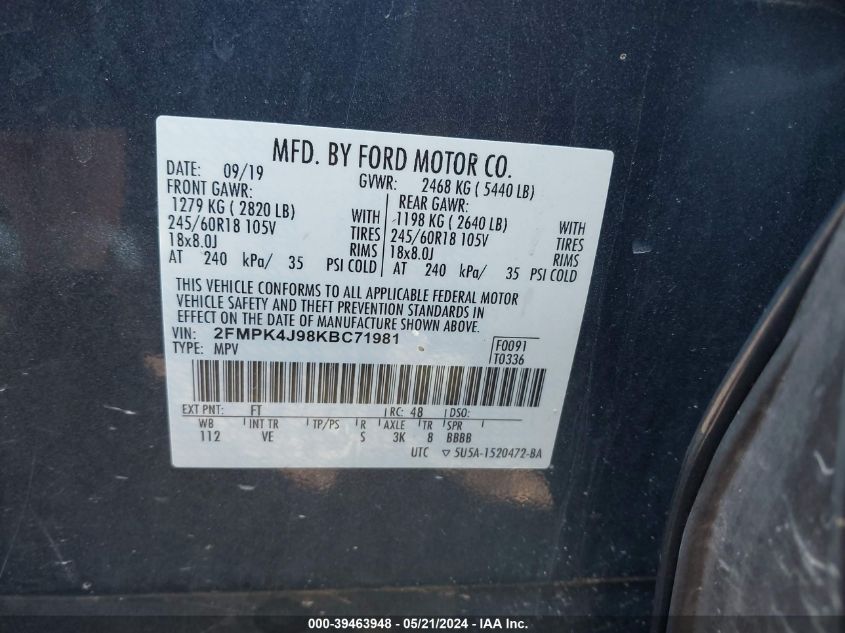 MFD. BY FORD MOTOR CO.
DATE: 09/19 GVWR: 2468 KG ( 5440 LB)
FRONT GAWR: REAR GAWR:
1279 KG ( 2820 LB) WITH 1198 KG ( 2640 LB) WITH
245/60R18 105V TIRES 245/60R18 105V TIRES
18x8.0J RIMS 18x8.0J RIMS
AT 240 kPa/ 35 PSI COLD AT 240 kPa/ 35 PSI COLD
THIS VEHICLE CONFORMS TO ALL APPLICABLE FEDERAL MOTOR
VEHICLE SAFETY AND THEFT PREVENTION STANDARDS IN
EFFECT ON THE DATE OF MANUFACTURE SHOWN ABOVE.
VIN: 2FMPK4J98KBC71981 F0091
TYPE: MPV T0336
EXT PNT: FT RC: 48 DSO:
WB INT TR TP/PS R AXLE TR SPR
112 VE S 3K 8 BBBB
UTC ▽ 5U5A-1520472-BA
000-39463948 - 05/21/2024 - IAA Inc.